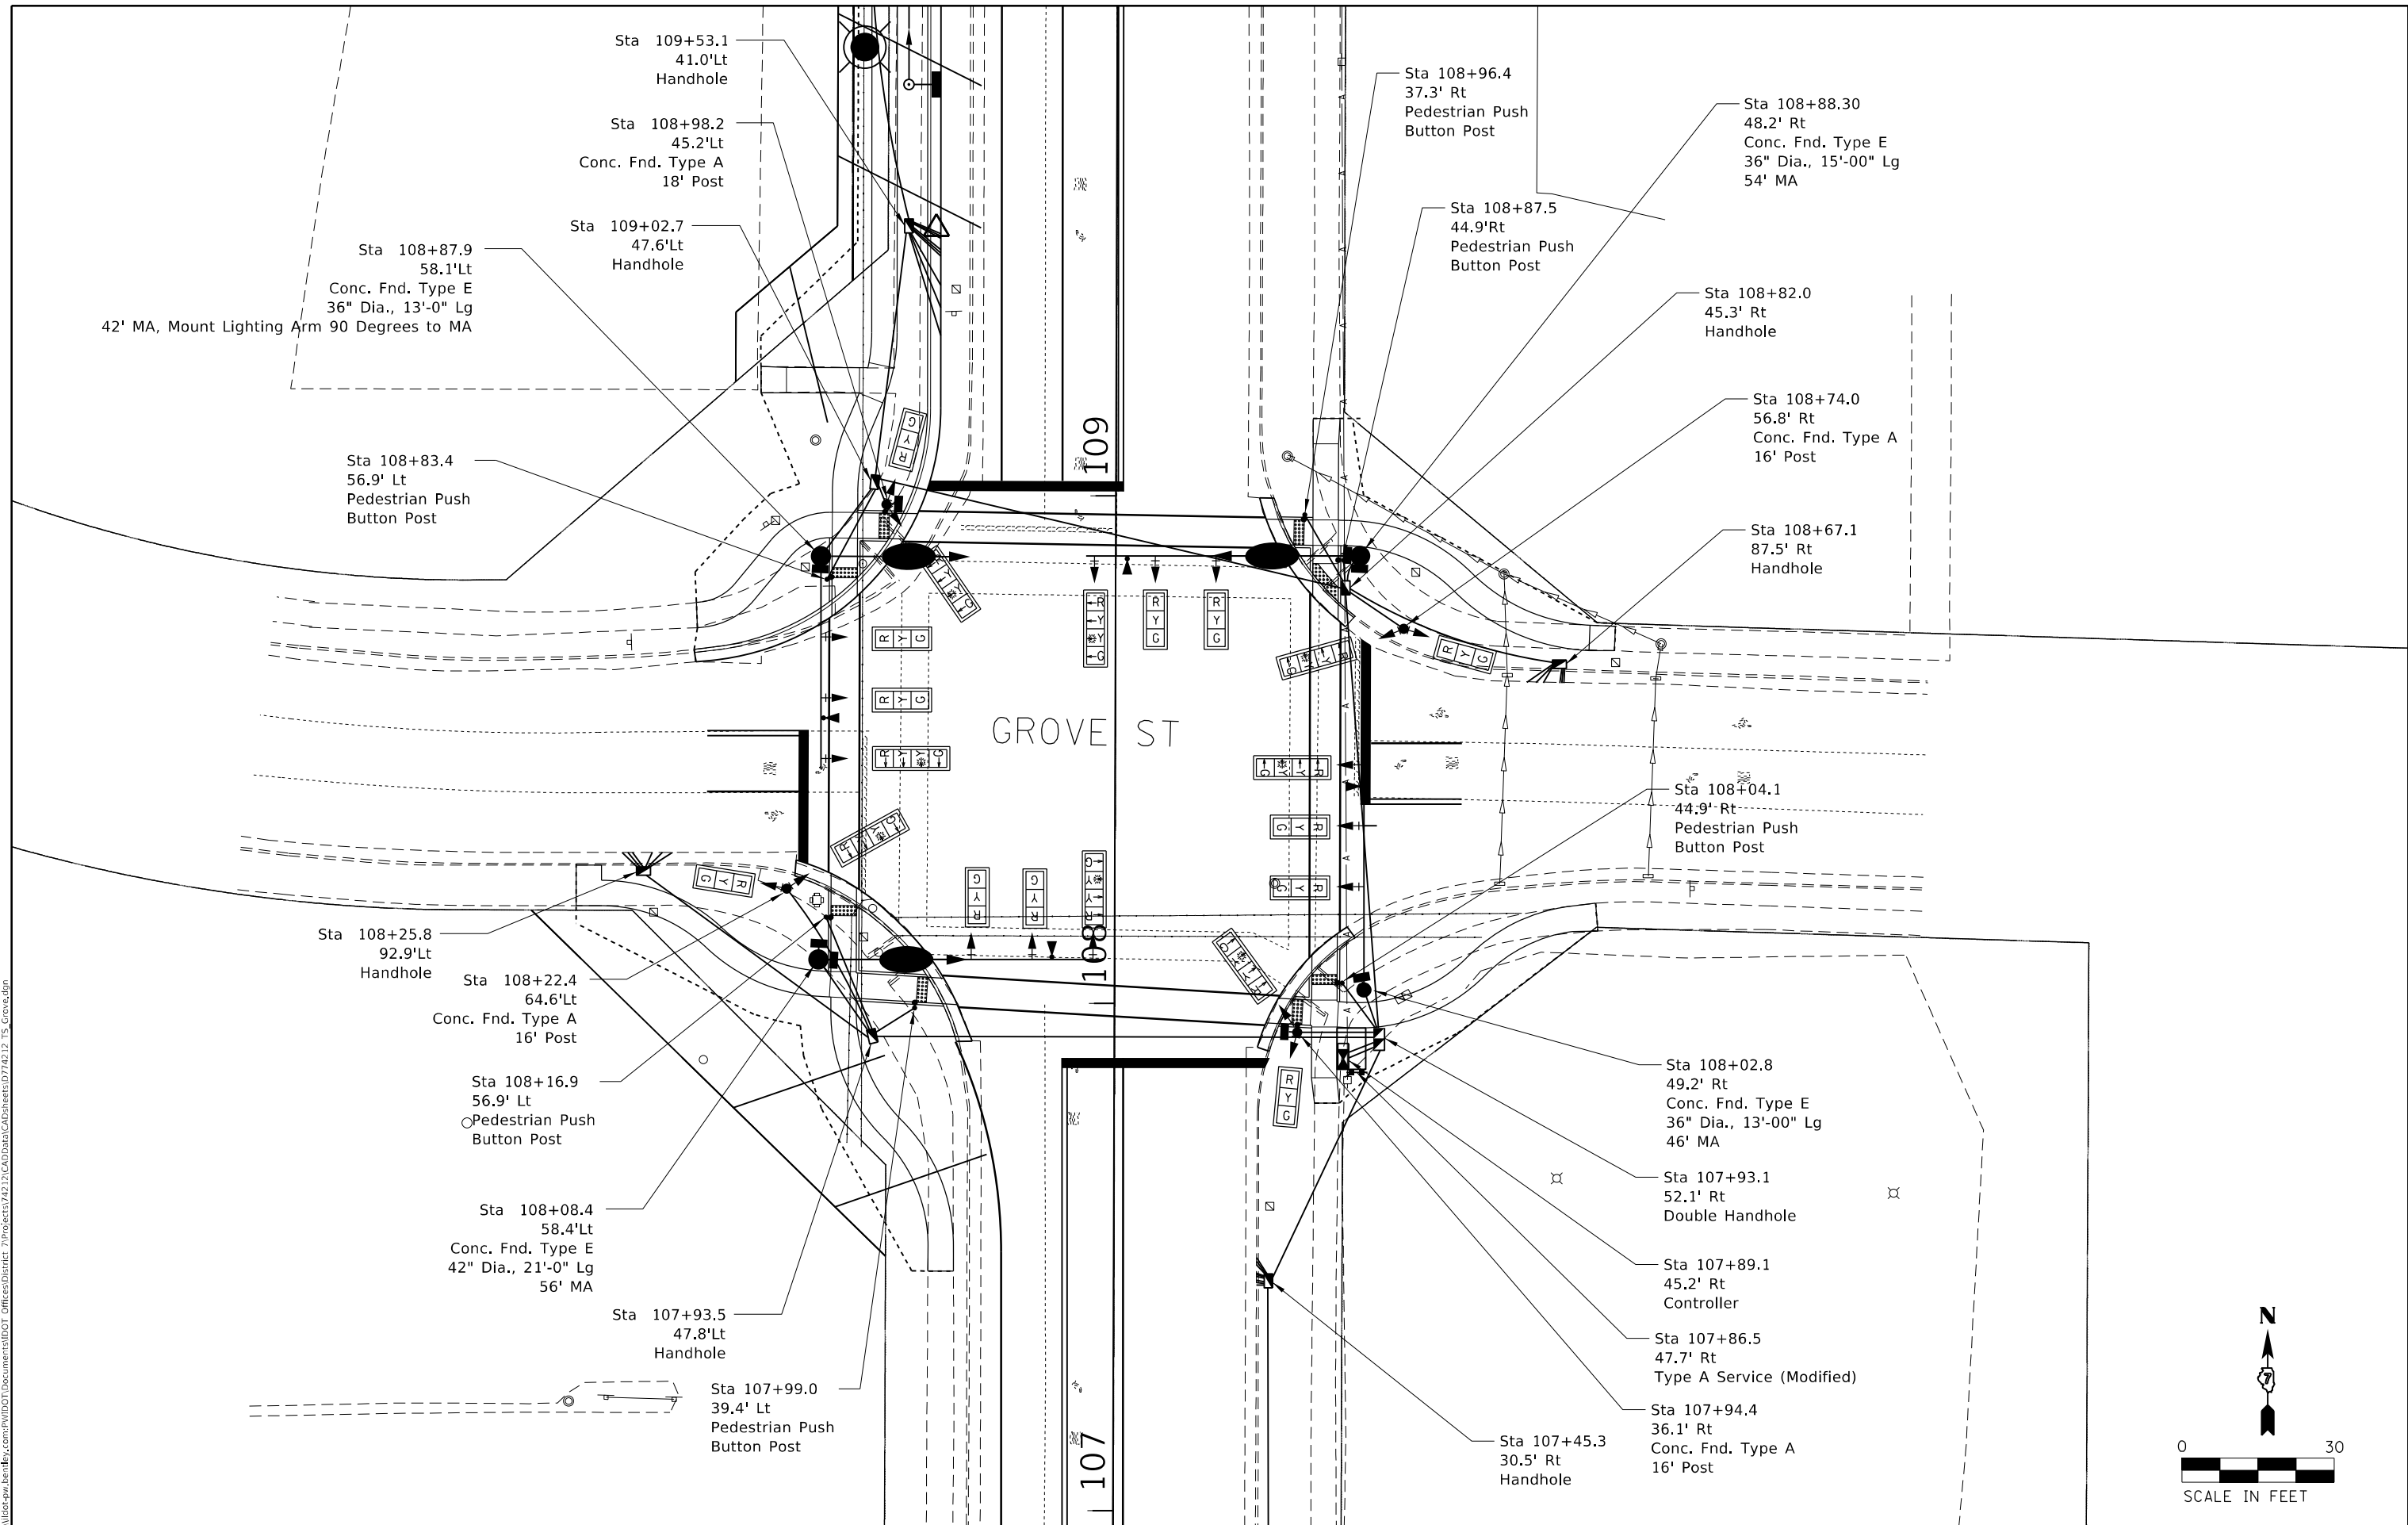 Sta 109+53.1
41.0'Lt
Handhole
Sta 108+98.2
45.2'Lt
Conc. Fnd. Type A
18' Post
Sta 109+02.7
47.6'Lt
Handhole
Sta 108+87.9
58.1'Lt
Conc. Fnd. Type E
36" Dia., 13'-0" Lg
42' MA, Mount Lighting Arm 90 Degrees to MA
Sta 108+83.4
56.9' Lt
Pedestrian Push
Button Post
Sta 108+96.4
37.3' Rt
Pedestrian Push
Button Post
Sta 108+88.30
48.2' Rt
Conc. Fnd. Type E
36" Dia., 15'-00" Lg
54' MA
Sta 108+87.5
44.9'Rt
Pedestrian Push
Button Post
Sta 108+82.0
45.3' Rt
Handhole
Sta 108+74.0
56.8' Rt
Conc. Fnd. Type A
16' Post
Sta 108+67.1
87.5' Rt
Handhole
109
R Y G
R Y Y G
R Y Y G
R Y G
R Y G
R Y G
R Y G
R Y Y G
R Y Y G
R Y G
GROVE ST
R Y Y G
R Y G
R Y G
R Y Y G
R Y G
R Y G
R Y G
R Y Y G
R Y Y G
R Y G
108
Sta 108+04.1
44.9' Rt
Pedestrian Push
Button Post
Sta 108+25.8
92.9'Lt
Handhole
Sta 108+22.4
64.6'Lt
Conc. Fnd. Type A
16' Post
Sta 108+16.9
56.9' Lt
Pedestrian Push
Button Post
Sta 108+08.4
58.4'Lt
Conc. Fnd. Type E
42" Dia., 21'-0" Lg
56' MA
Sta 107+93.5
47.8'Lt
Handhole
Sta 107+99.0
39.4' Lt
Pedestrian Push
Button Post
Sta 108+02.8
49.2' Rt
Conc. Fnd. Type E
36" Dia., 13'-00" Lg
46' MA
Sta 107+93.1
52.1' Rt
Double Handhole
Sta 107+89.1
45.2' Rt
Controller
Sta 107+86.5
47.7' Rt
Type A Service (Modified)
Sta 107+94.4
36.1' Rt
Conc. Fnd. Type A
16' Post
Sta 107+45.3
30.5' Rt
Handhole
107
N
7
0 30
SCALE IN FEET